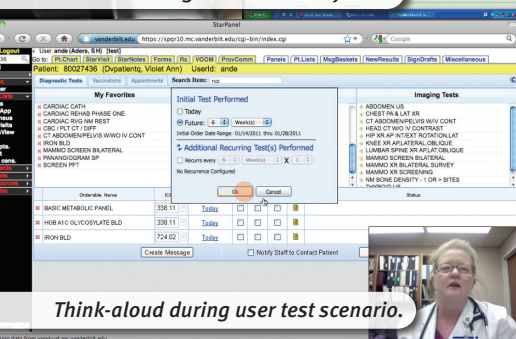 StarPanel
vanderbilt.edu https://spqr10.mc.vanderbilt.edu/cgi-bin/index.cgi
Google
Logout
User ande (Aders, SH) [test]
Go to: Pt.Chart StarVisit StarNotes Forms Rx VOOM ProvComm Panels Pt.Lists MsgBaskets NewResults SignDrafts Miscellaneous
Patient: 80027436 (Dvpatientq, Violet Ann) UserId: ande
Diagnostic Tests Vaccinations Appointments Search Item:
My Favorites
CARDIAC CATH
CARDIAC REHAB PHASE ONE
CARDIAC RVG NM REST
CBC / PLT CT / DIFF
CT ABDOMEN/PELVIS W/WO IV CONT
IRON BLD
MAMMO SCREEN BILATERAL
PANANGIOGRAM SP
SCREEN PFT
Initial Test Performed
Today
Future: 6 Week(s)
Initial Order Date Range: 01/14/2011 thru 01/28/2011
Additional Recurring Test(s) Performed
Recurs every 6 Week(s) X 1
No Recurrence Configured
Ok Cancel
Imaging Tests
ABDOMEN US
CHEST PA & LAT XR
CT ABDOMEN/PELVIS W/IV CONT
HEAD CT W/O IV CONTRAST
HIP XR AP INT/EXT ROTATION,LAT
KNEE XR AP,LATERAL,OBLIQUE
LUMBAR SPINE XR AP,LAT,OBLIQUE
MAMMO SCREEN BILATERAL
MAMMO XR BILATERAL SURVEY
MAMMO XR SCREENING
NM BONE DENSITY - 1 OR > SITES
Orderable Name
Status
BASIC METABOLIC PANEL 338.11 Today
HGB A1C GLYCOSYLATE BLD 338.11 Today
IRON BLD 724.02 Today
Create Message Notify Staff to Contact Patient
Think-aloud during user test scenario.